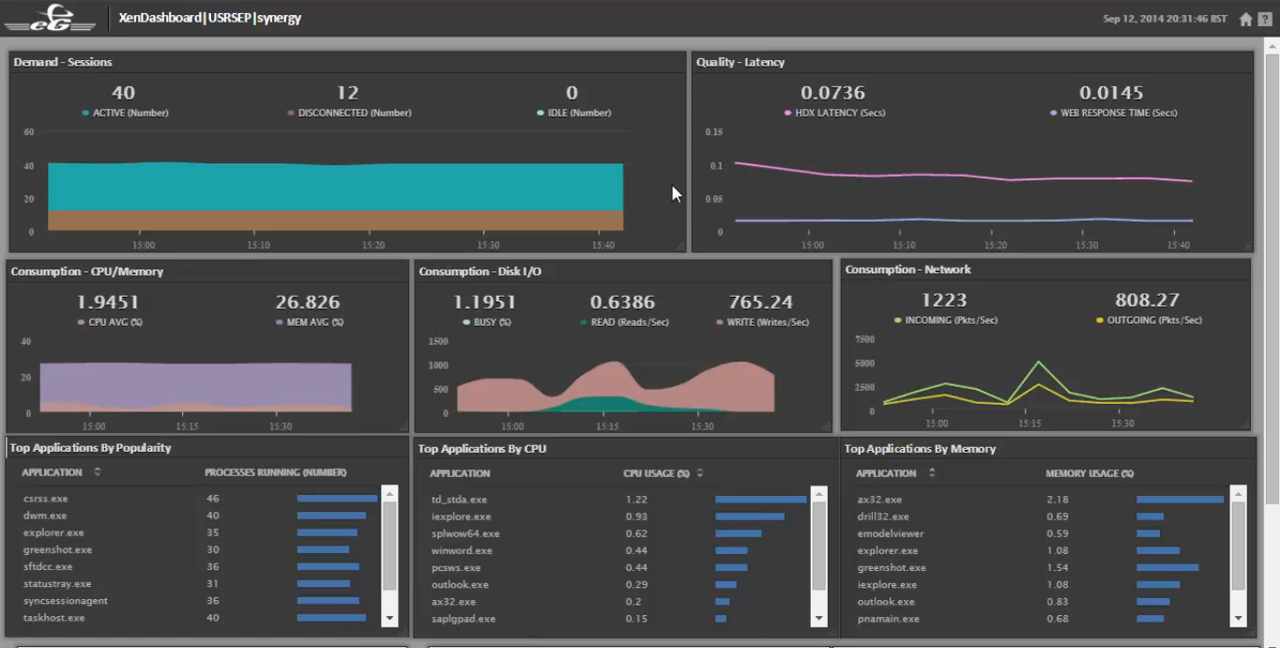 eG
XenDashboard|USRSEP|synergy
Sep 12, 2014 20:31:46 BST
?
Demand - Sessions
40
12
0
ACTIVE (Number)
DISCONNECTED (Number)
IDLE (Number)
60
40
20
0
15:00
15:10
15:20
15:30
15:40
Quality - Latency
0.0736
0.0145
HDX LATENCY (Secs)
WEB RESPONSE TIME (Secs)
0.15
0.1
0.05
0
15:00
15:10
15:20
15:30
15:40
Consumption - CPU/Memory
1.9451
26.826
CPU AVG (%)
MEM AVG (%)
40
20
0
15:00
15:15
15:30
Consumption - Disk I/O
1.1951
0.6386
765.24
BUSY (%)
READ (Reads/Sec)
WRITE (Writes/Sec)
1500
1000
500
0
15:00
15:15
15:30
Consumption - Network
1223
808.27
INCOMING (Pkts/Sec)
OUTGOING (Pkts/Sec)
7500
5000
2500
0
15:00
15:15
15:30
Top Applications By Popularity
APPLICATION PROCESSES RUNNING (NUMBER)
csrss.exe 46
dwm.exe 40
explorer.exe 35
greenshot.exe 30
sftdcc.exe 36
statustray.exe 31
syncsessionagent 36
taskhost.exe 40
Top Applications By CPU
APPLICATION CPU USAGE (%)
td_stda.exe 1.22
iexplore.exe 0.93
splwow64.exe 0.62
winword.exe 0.44
pcsws.exe 0.44
outlook.exe 0.29
ax32.exe 0.2
saplgpad.exe 0.15
Top Applications By Memory
APPLICATION MEMORY USAGE (%)
ax32.exe 2.18
drill32.exe 0.69
emodelviewer 0.59
explorer.exe 1.08
greenshot.exe 1.54
iexplore.exe 1.08
outlook.exe 0.83
pnamain.exe 0.68